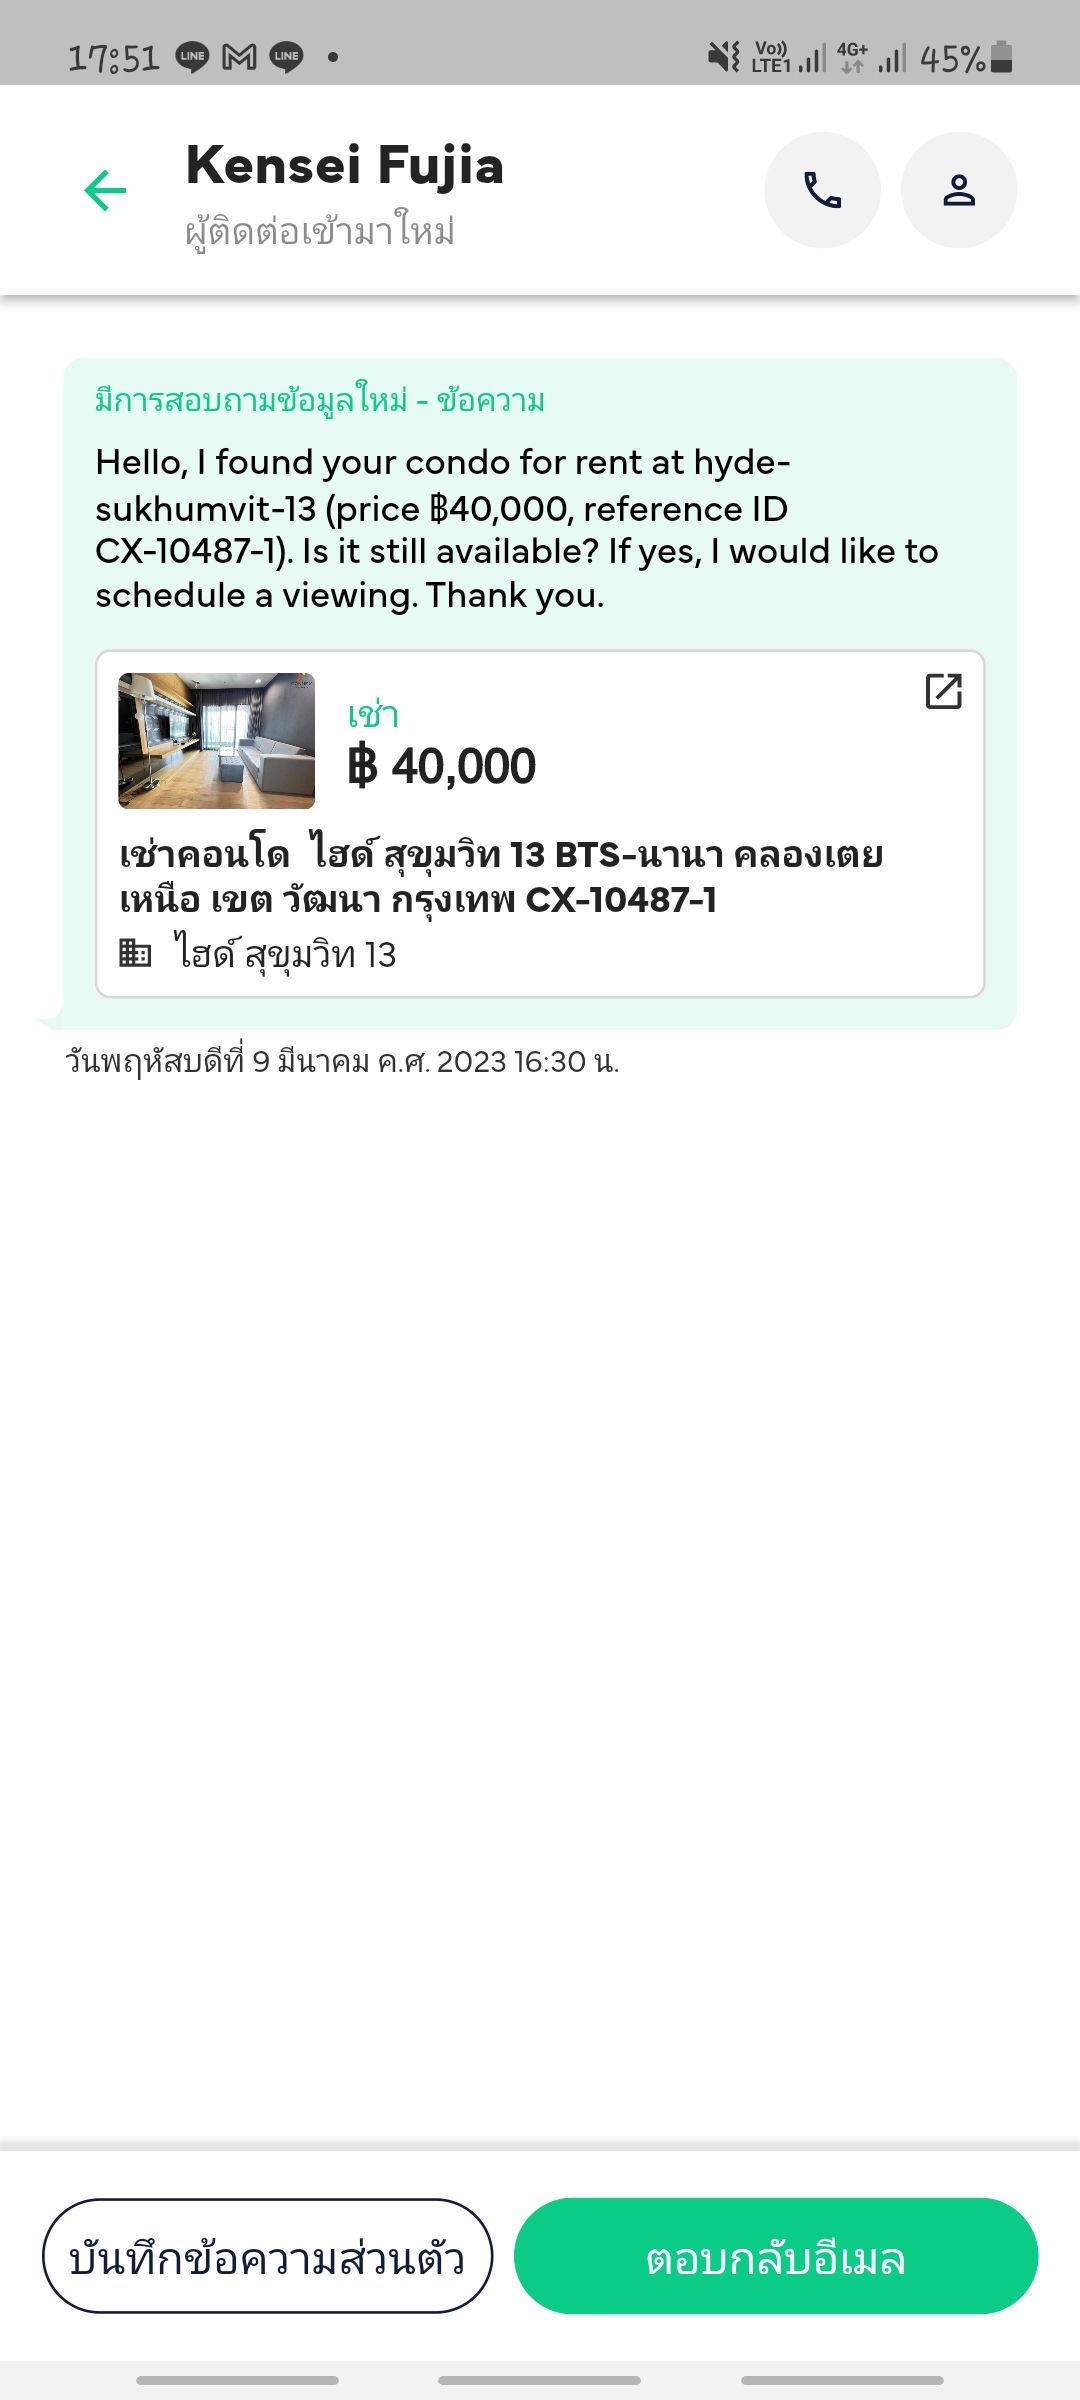 17:51 LINE LINE Vo)) LTE1 4G+ 45%
Kensei Fujia
ผู้ติดต่อเข้ามาใหม่
มีการสอบถามข้อมูลใหม่ - ข้อความ
Hello, I found your condo for rent at hyde-
sukhumvit-13 (price ฿40,000, reference ID
CX-10487-1). Is it still available? If yes, I would like to
schedule a viewing. Thank you.
เช่า
฿ 40,000
เช่าคอนโด ไฮด์ สุขุมวิท 13 BTS-นานา คลองเตย
เหนือ เขต วัฒนา กรุงเทพ CX-10487-1
ไฮด์ สุขุมวิท 13
วันพฤหัสบดีที่ 9 มีนาคม ค.ศ. 2023 16:30 น.
บันทึกข้อความส่วนตัว
ตอบกลับอีเมล